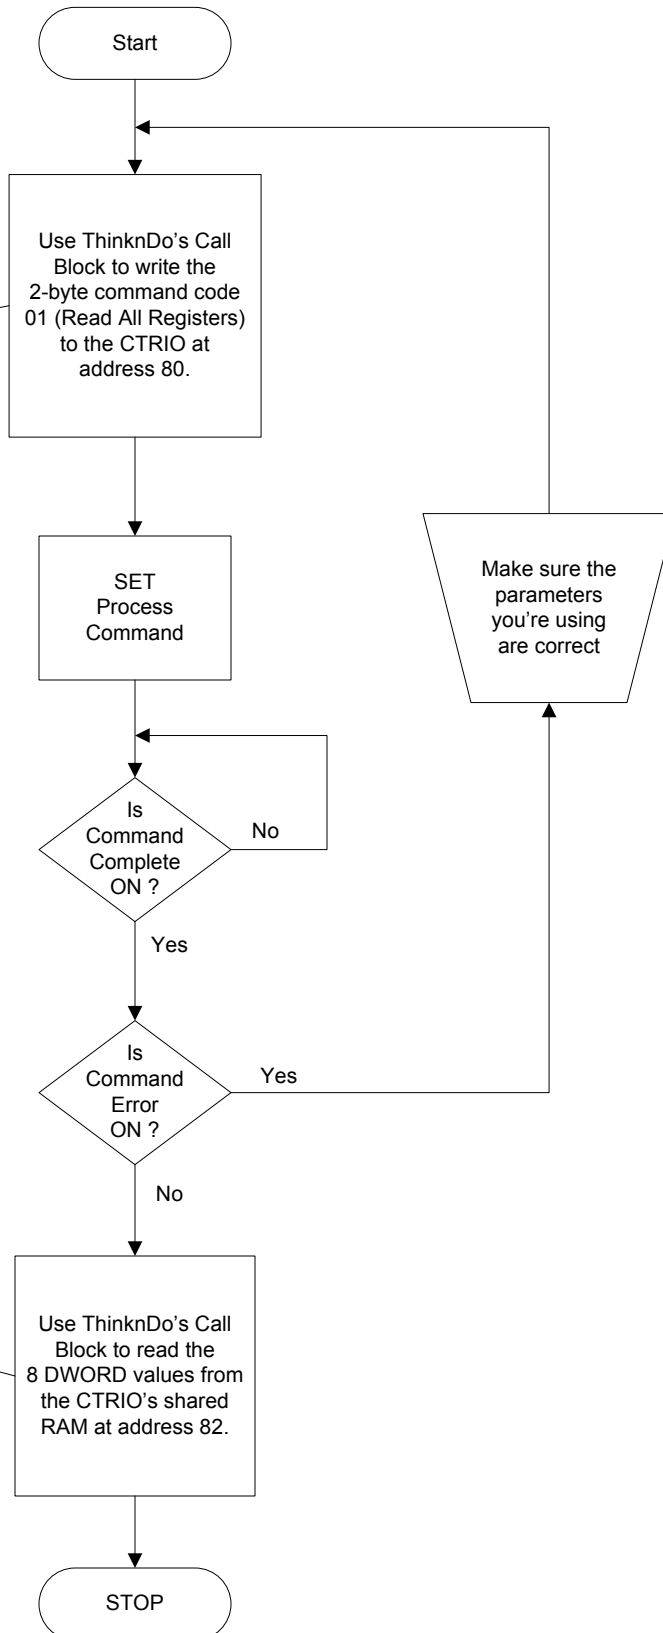 Start
Use ThinknDo's Call
Block to write the
2-byte command code
01 (Read All Registers)
to the CTRIO at
address 80.
SET
Process
Command
Make sure the
parameters
you're using
are correct
Is
Command
Complete
ON ?
No
Yes
Is
Command
Error
ON ?
Yes
No
Use ThinknDo's Call
Block to read the
8 DWORD values from
the CTRIO's shared
RAM at address 82.
STOP